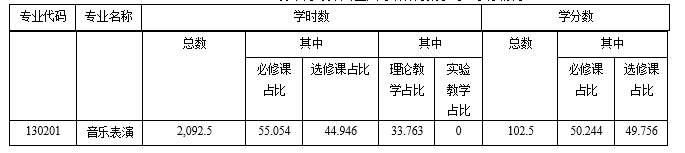 专业代码 专业名称 学时数 学分数
总数 其中 其中 总数 其中
必修课占比 选修课占比 理论教学占比 实验教学占比 必修课占比 选修课占比
130201 音乐表演 2,092.5 55.054 44.946 33.763 0 102.5 50.244 49.756